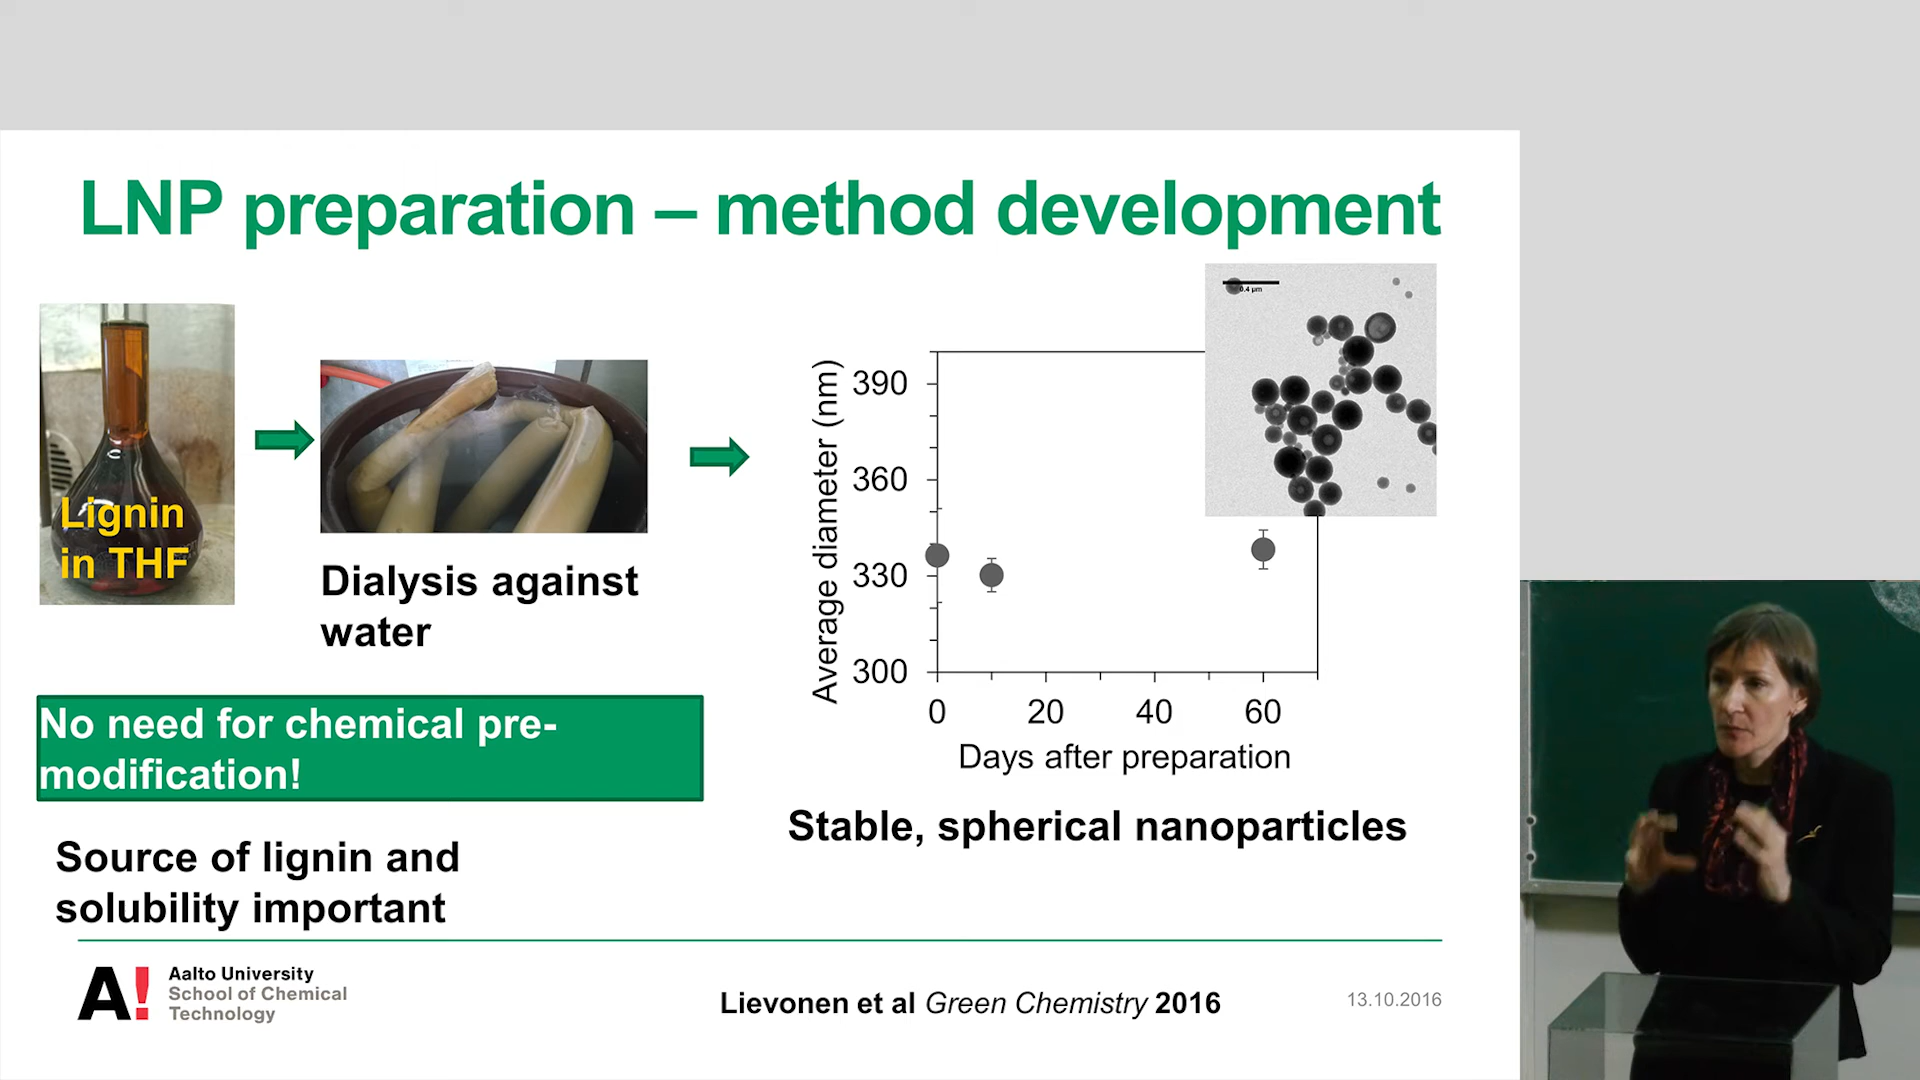 LNP preparation – method development
Lignin
in THF
Dialysis against
water
0.4 µm
Average diameter (nm)
390
360
330
300
0 20 40 60
Days after preparation
No need for chemical pre-
modification!
Stable, spherical nanoparticles
Source of lignin and
solubility important
A!
Aalto University
School of Chemical
Technology
Lievonen et al Green Chemistry 2016
13.10.2016